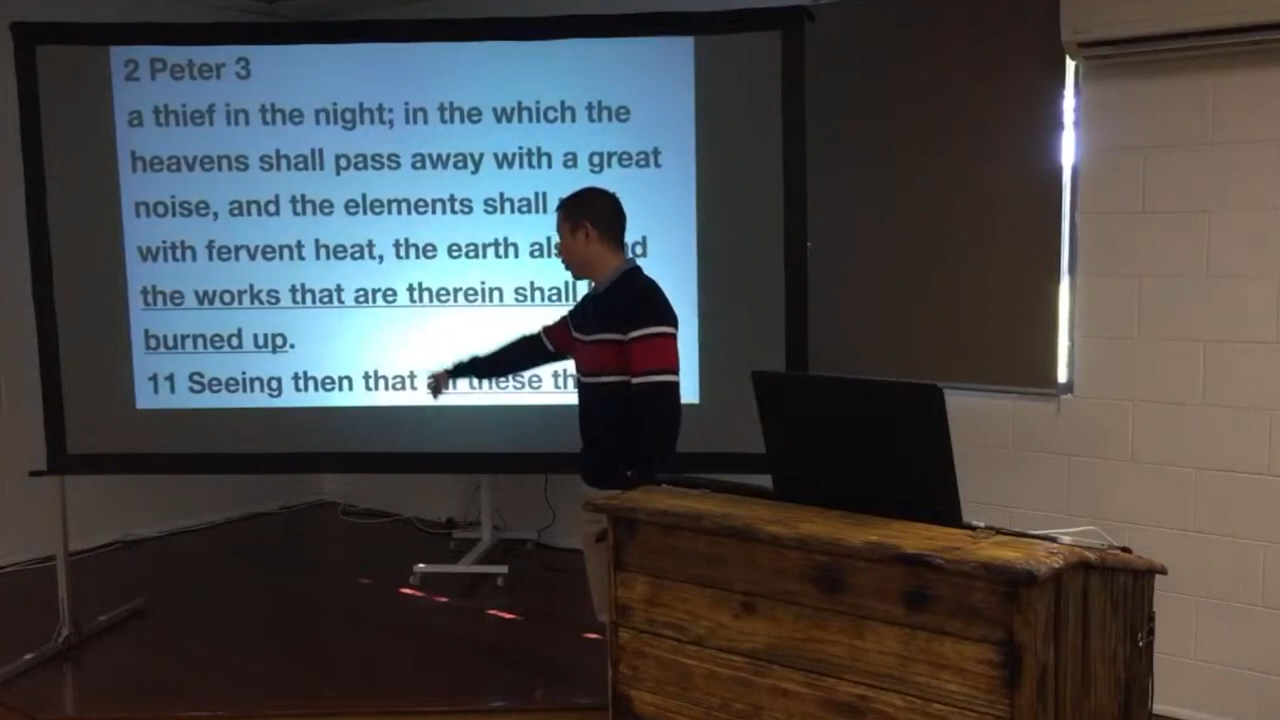 2 Peter 3
a thief in the night; in the which the
heavens shall pass away with a great
noise, and the elements shall
with fervent heat, the earth
the works that are therein shall
burned up.
11 Seeing then that all these